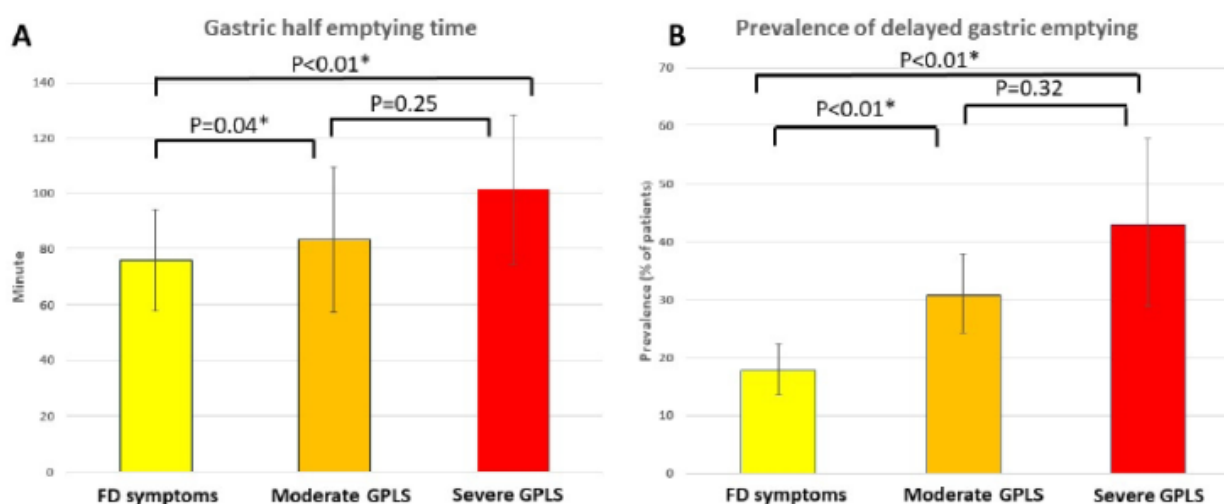 A
Gastric half emptying time
P<0.01*
P=0.25
P=0.04*
140
120
100
80
60
40
20
0
Minute
FD symptoms
Moderate GPLS
Severe GPLS
B
Prevalence of delayed gastric emptying
P<0.01*
P=0.32
P<0.01*
70
60
50
40
30
20
10
0
Prevalence (% of patients)
FD symptoms
Moderate GPLS
Severe GPLS